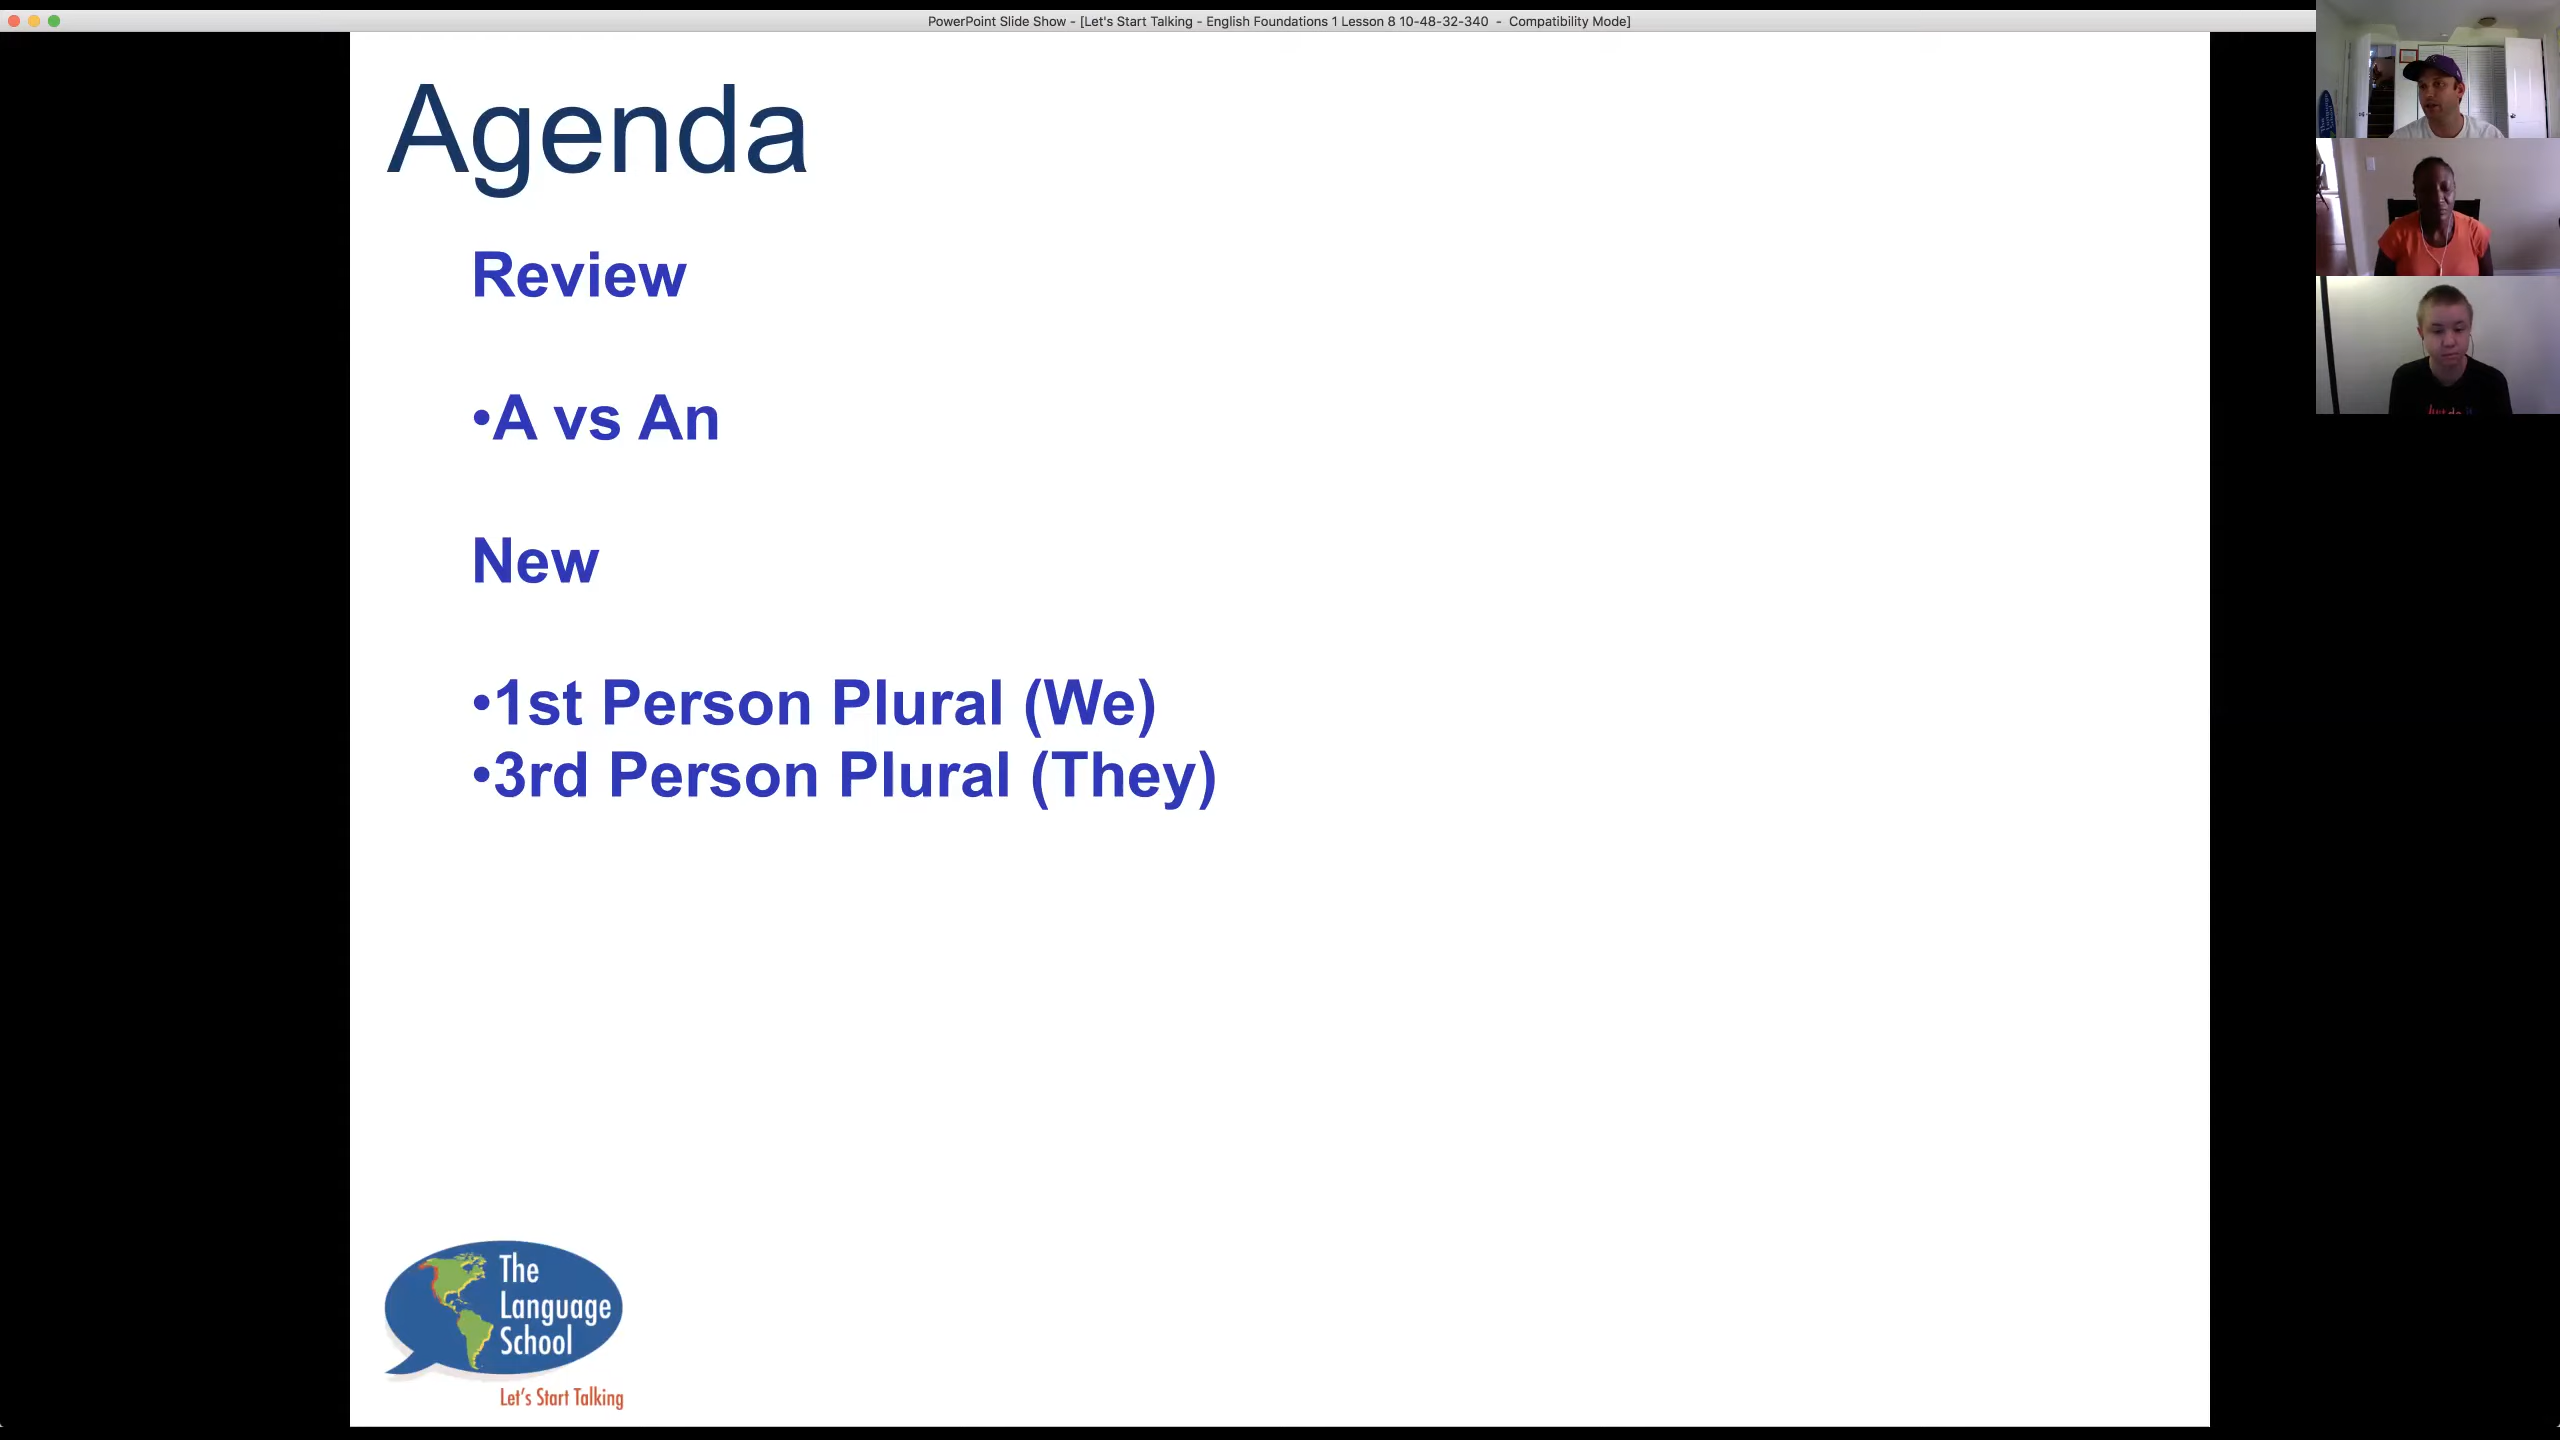 PowerPoint Slide Show - [Let's Start Talking - English Foundations 1 Lesson 8 10-48-32-340 - Compatibility Mode]
Agenda
Review
•A vs An
New
•1st Person Plural (We)
•3rd Person Plural (They)
The
Language
School
Let's Start Talking